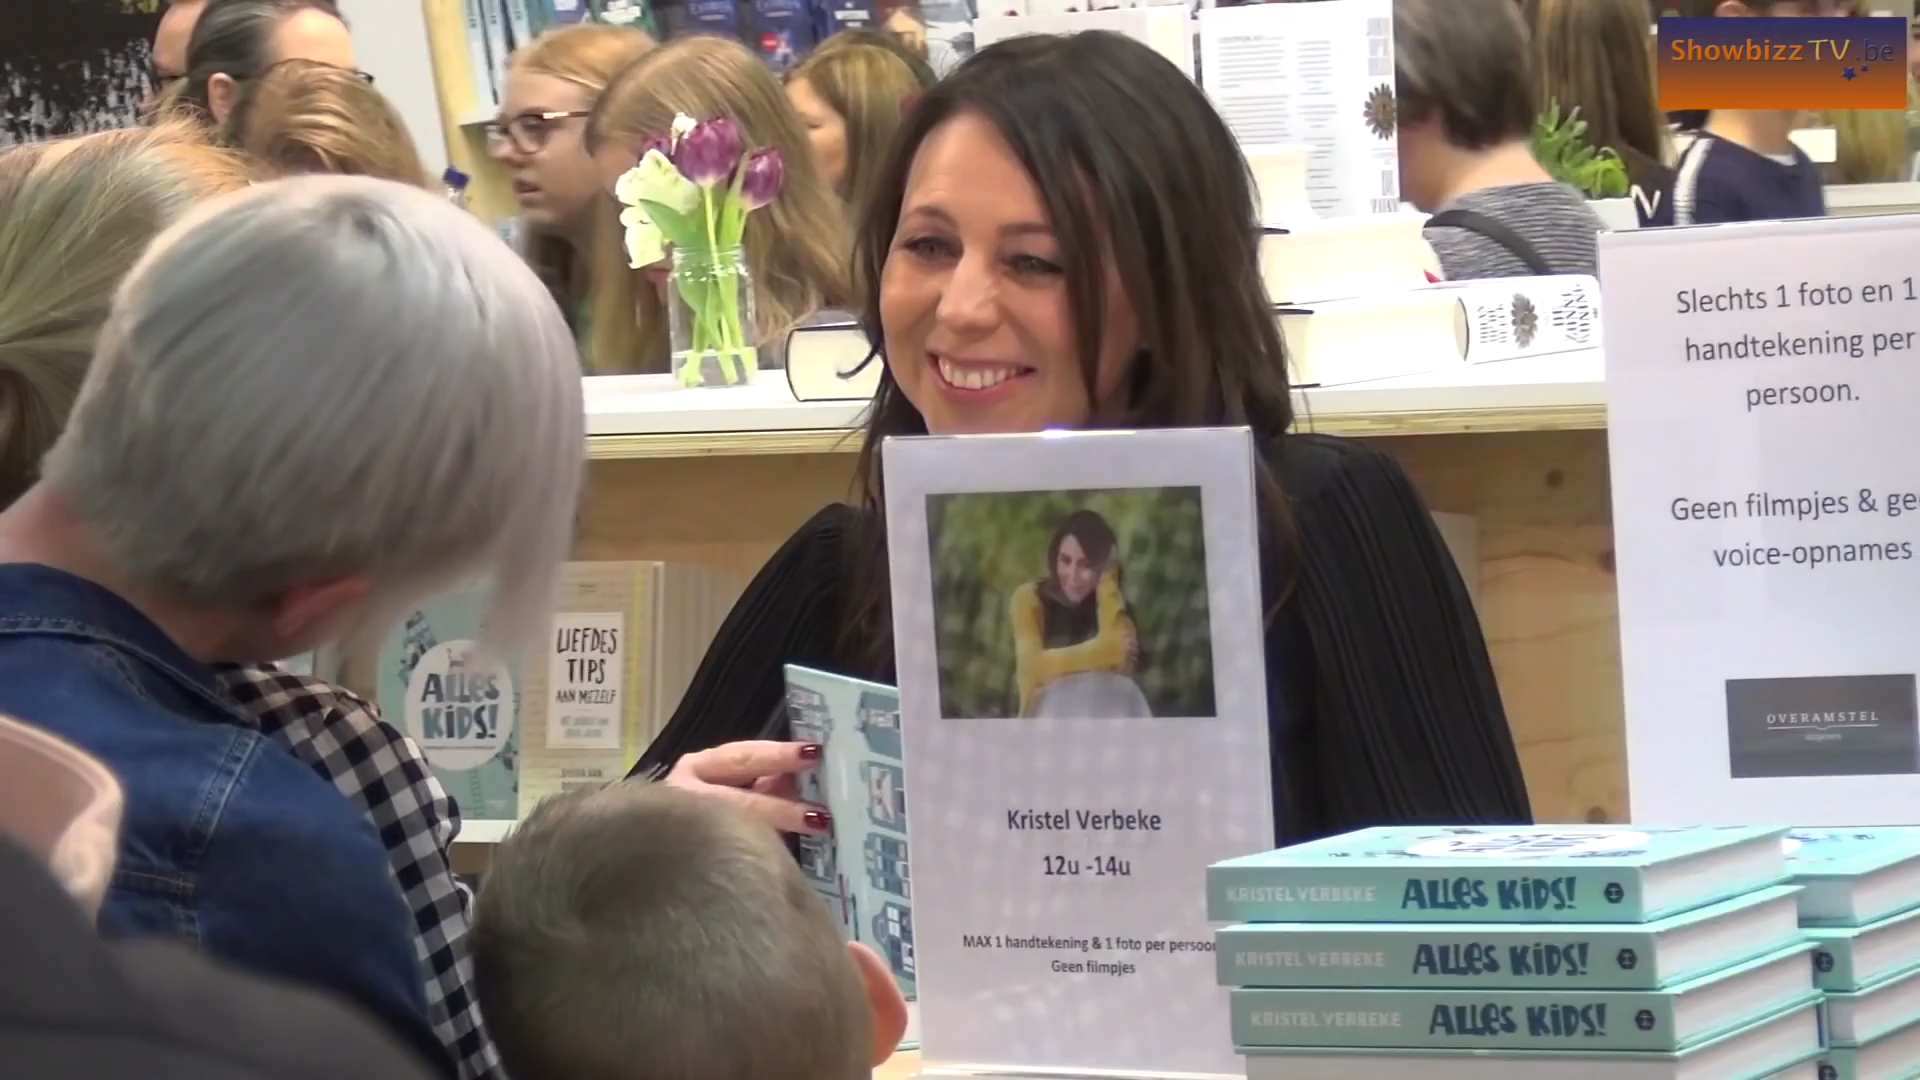 ShowbizzTV.be
Slechts 1 foto en 1
handtekening per
persoon.
Geen filmpjes & ge
voice-opnames
OVERAMSTEL
uitgevers
LIEFDES
TIPS
AAN MEZELF
ALLES
KIDS!
Kristel Verbeke
12u -14u
MAX 1 handtekening & 1 foto per persoo
Geen filmpjes
KRISTEL VERBEKE ALLES KIDS!
KRISTEL VERBEKE ALLES KIDS!
KRISTEL VERBEKE ALLES KIDS!